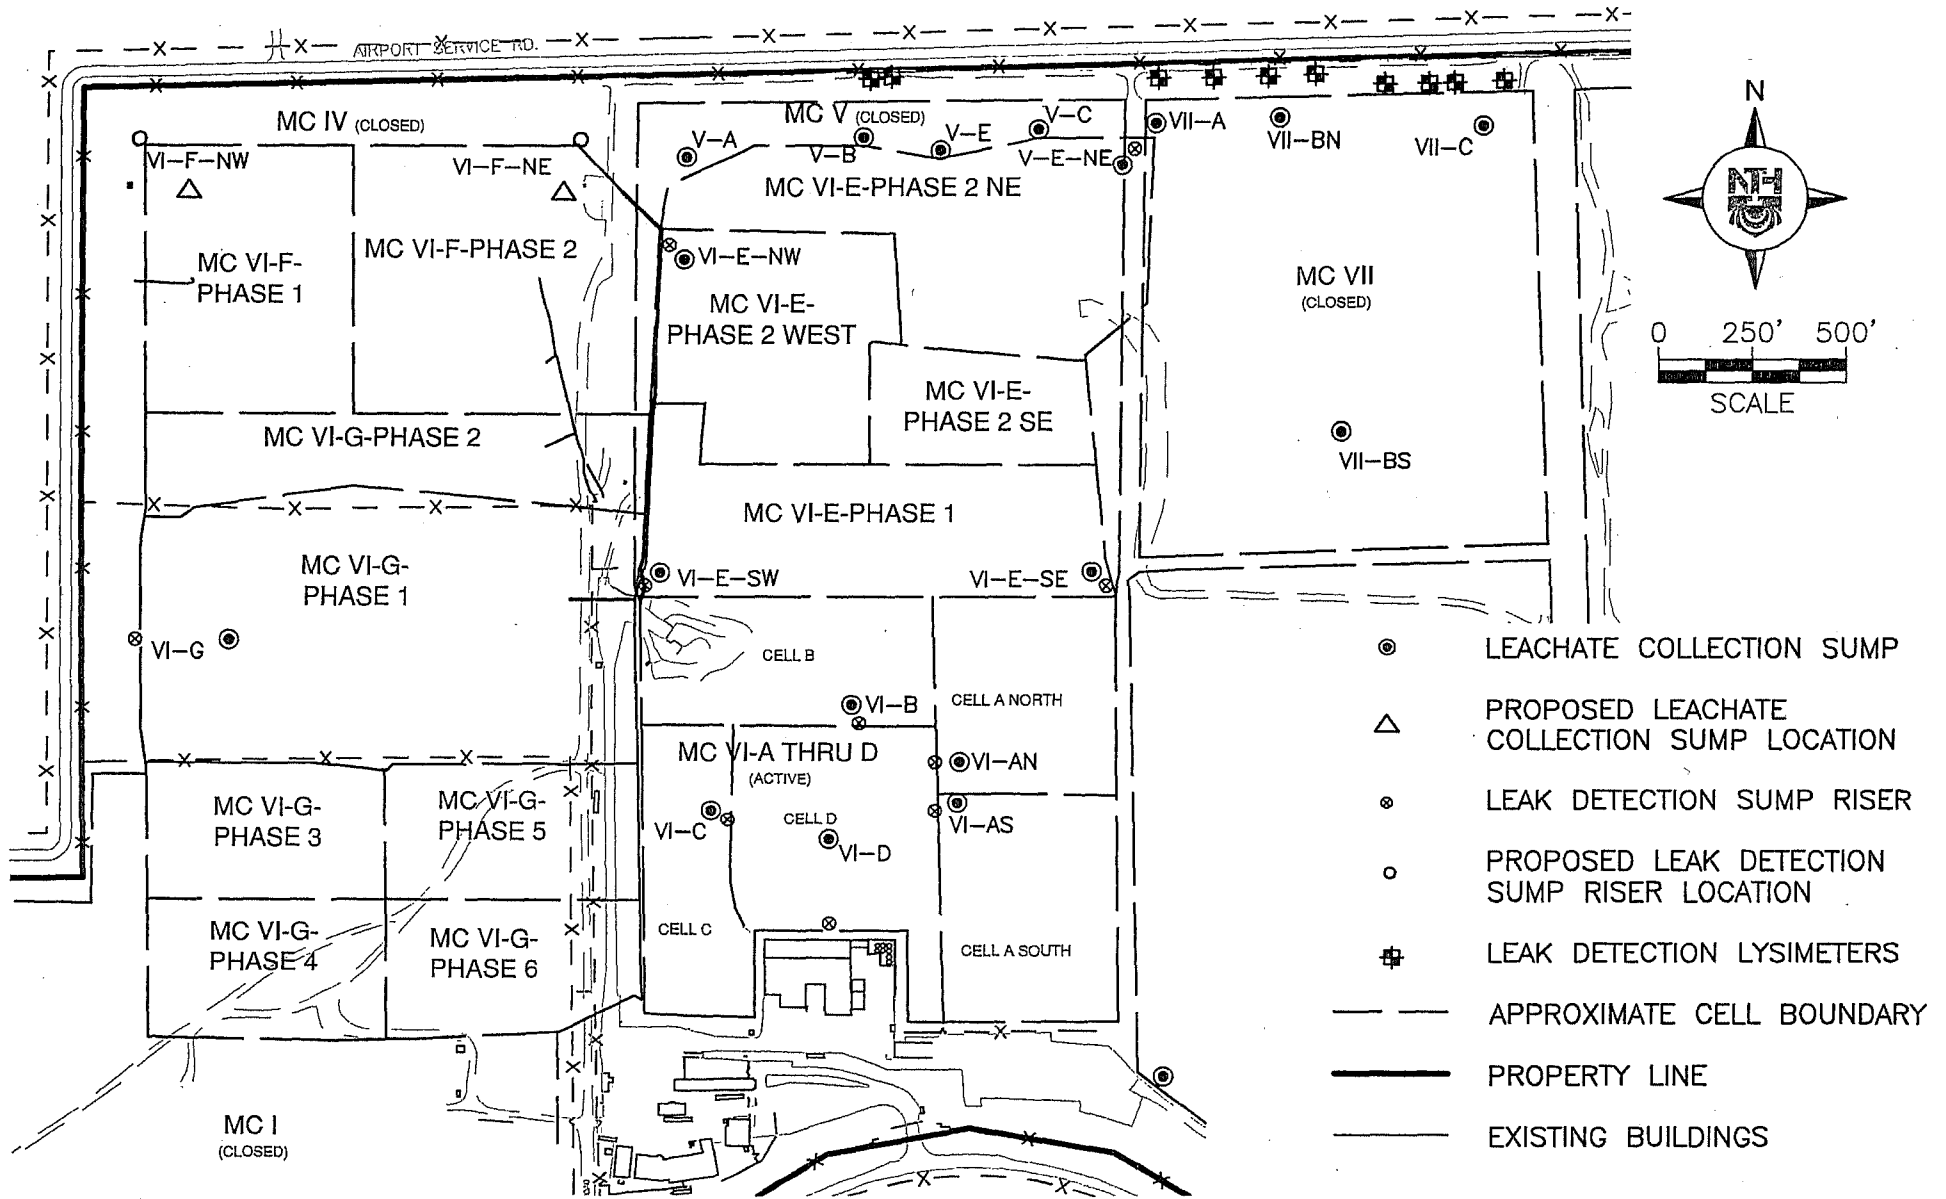 AIRPORT SERVICE RD.
MC IV (CLOSED)
MC V (CLOSED)
V-A
V-B
V-E
V-C
V-E-NE
VII-A
VII-BN
VII-C
VI-F-NW
VI-F-NE
MC VI-E-PHASE 2 NE
MC VI-F-
PHASE 1
MC VI-F-PHASE 2
VI-E-NW
MC VI-E-
PHASE 2 WEST
MC VII
(CLOSED)
MC VI-E-
PHASE 2 SE
MC VI-G-PHASE 2
VII-BS
MC VI-E-PHASE 1
MC VI-G-
PHASE 1
VI-E-SW
VI-E-SE
VI-G
CELL B
CELL A NORTH
VI-B
MC VI-A THRU D
(ACTIVE)
VI-AN
MC VI-G-
PHASE 3
MC VI-G-
PHASE 5
VI-C
CELL D
VI-D
VI-AS
MC VI-G-
PHASE 4
MC VI-G-
PHASE 6
CELL C
CELL A SOUTH
MC I
(CLOSED)
N
NTH
0 250' 500'
SCALE
LEACHATE COLLECTION SUMP
PROPOSED LEACHATE
COLLECTION SUMP LOCATION
LEAK DETECTION SUMP RISER
PROPOSED LEAK DETECTION
SUMP RISER LOCATION
LEAK DETECTION LYSIMETERS
APPROXIMATE CELL BOUNDARY
PROPERTY LINE
EXISTING BUILDINGS